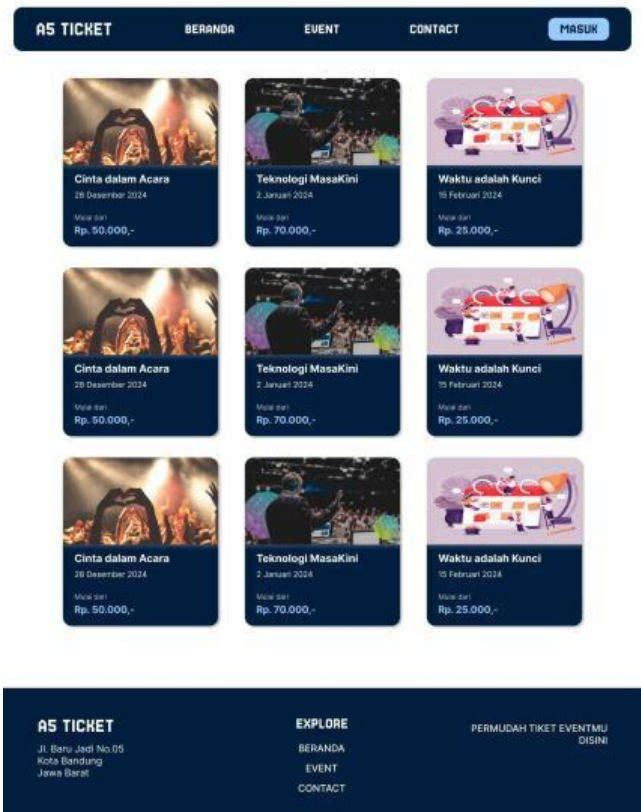 A5 TICKET
BERANDA
EVENT
CONTACT
MASUK
Cinta dalam Acara
28 Desember 2024
Mulai dari
Rp. 50.000,-
Teknologi MasaKini
2 Januari 2024
Mulai dari
Rp. 70.000,-
Waktu adalah Kunci
15 Februari 2024
Mulai dari
Rp. 25.000,-
Cinta dalam Acara
28 Desember 2024
Mulai dari
Rp. 50.000,-
Teknologi MasaKini
2 Januari 2024
Mulai dari
Rp. 70.000,-
Waktu adalah Kunci
15 Februari 2024
Mulai dari
Rp. 25.000,-
Cinta dalam Acara
28 Desember 2024
Mulai dari
Rp. 50.000,-
Teknologi MasaKini
2 Januari 2024
Mulai dari
Rp. 70.000,-
Waktu adalah Kunci
15 Februari 2024
Mulai dari
Rp. 25.000,-
A5 TICKET
Jl. Baru Jadi No.05
Kota Bandung
Jawa Barat
EXPLORE
BERANDA
EVENT
CONTACT
PERMUDAH TIKET EVENTMU
DISINI